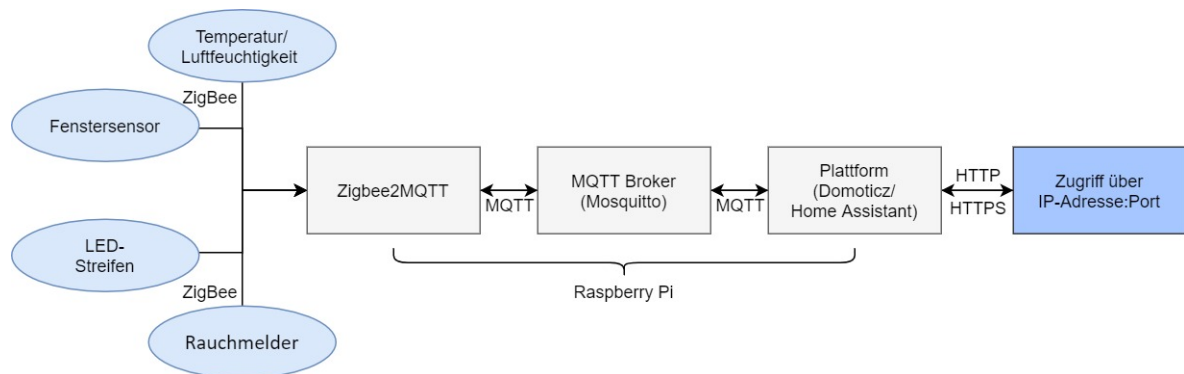 Temperatur/
Luftfeuchtigkeit
ZigBee
Fenstersensor
Zigbee2MQTT
MQTT
MQTT Broker
(Mosquitto)
MQTT
Plattform
(Domoticz/
Home Assistant)
HTTP
HTTPS
Zugriff über
IP-Adresse:Port
LED-
Streifen
ZigBee
Rauchmelder
Raspberry Pi